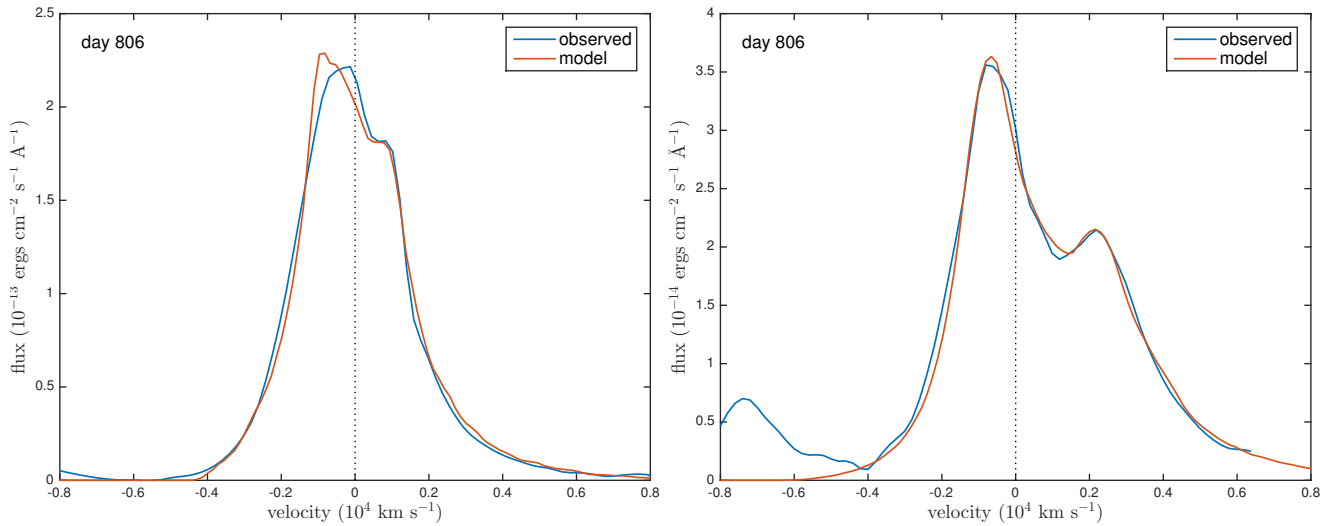 day 806
observed
model
flux (10⁻¹³ ergs cm⁻² s⁻¹ Å⁻¹)
4
2.5
2
1.5
1
0.5
0
-0.8 -0.6 -0.4 -0.2 0 0.2 0.4 0.6 0.8
velocity (10⁴ km s⁻¹)
day 806
observed
model
flux (10⁻¹⁴ ergs cm⁻² s⁻¹ Å⁻¹)
4
3.5
3
2.5
2
1.5
1
0.5
0
-0.8 -0.6 -0.4 -0.2 0 0.2 0.4 0.6 0.8
velocity (10⁴ km s⁻¹)